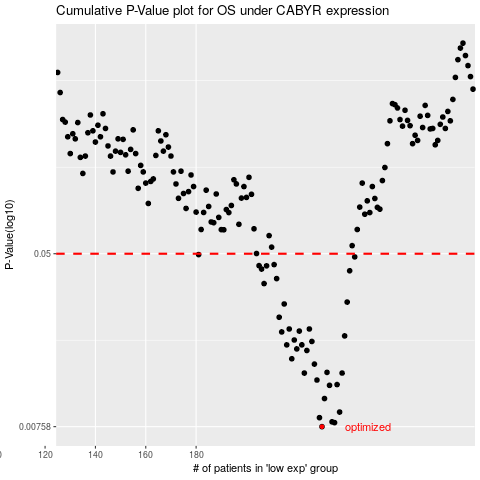 Cumulative P-Value plot for OS under CABYR expression
P-Value(log10)
0.05
0.00758
optimized
0 120 140 160 180
# of patients in 'low exp' group